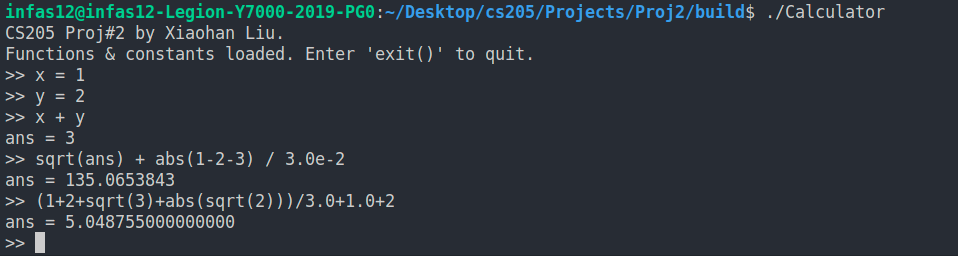 infas12@infas12-Legion-Y7000-2019-PG0:~/Desktop/cs205/Projects/Proj2/build$ ./Calculator
CS205 Proj#2 by Xiaohan Liu.
Functions & constants loaded. Enter 'exit()' to quit.
>> x = 1
>> y = 2
>> x + y
ans = 3
>> sqrt(ans) + abs(1-2-3) / 3.0e-2
ans = 135.0653843
>> (1+2+sqrt(3)+abs(sqrt(2)))/3.0+1.0+2
ans = 5.048755000000000
>>